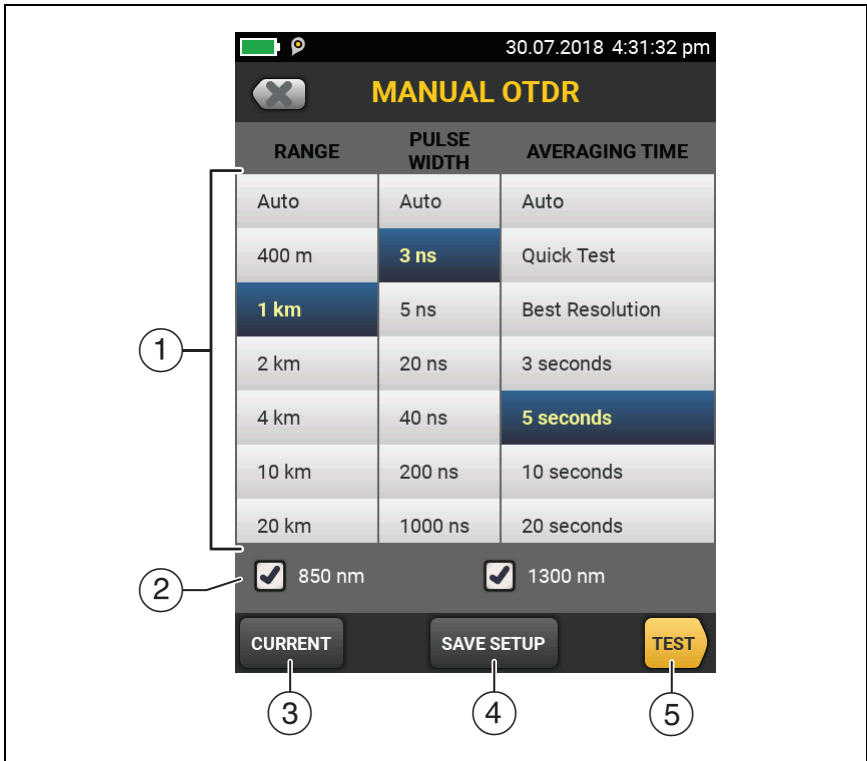 30.07.2018 4:31:32 pm
MANUAL OTDR
RANGE PULSE WIDTH AVERAGING TIME
Auto Auto Auto
400 m 3 ns Quick Test
1 km 5 ns Best Resolution
2 km 20 ns 3 seconds
4 km 40 ns 5 seconds
10 km 200 ns 10 seconds
20 km 1000 ns 20 seconds
850 nm 1300 nm
CURRENT SAVE SETUP TEST
1
2
3 4 5